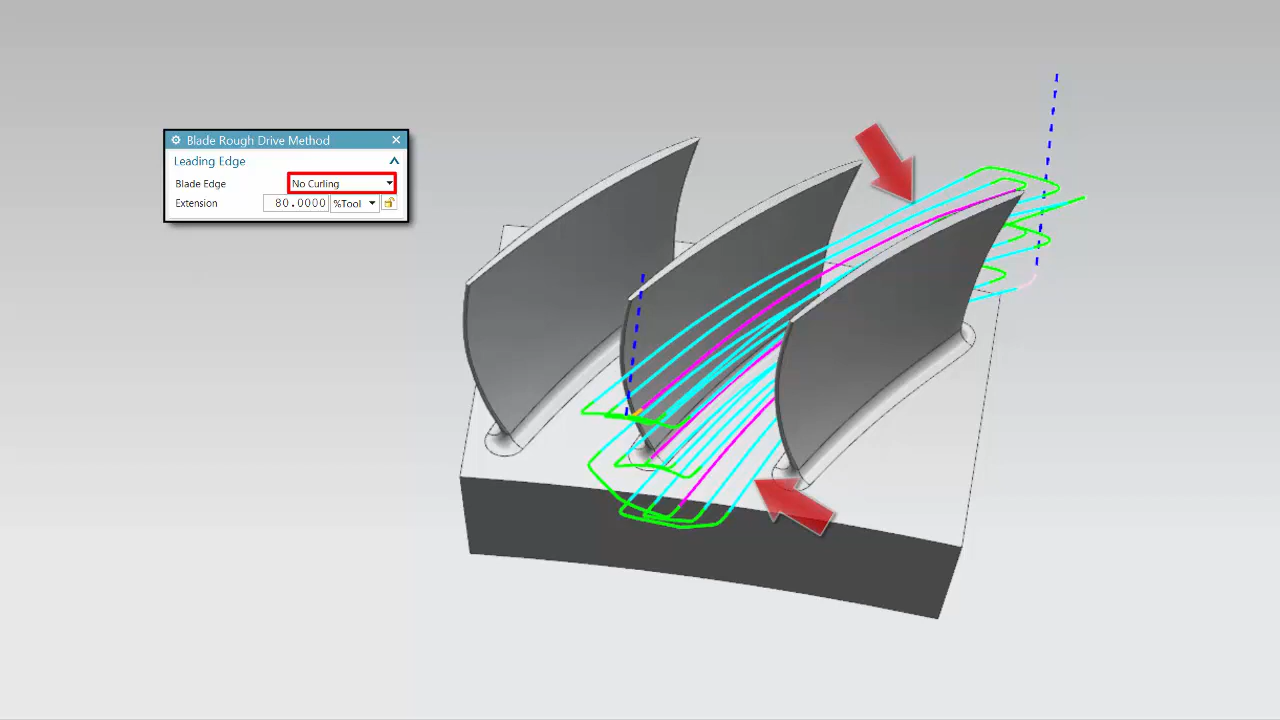 Blade Rough Drive Method
Leading Edge
Blade Edge No Curling
Extension 80.0000 %Tool